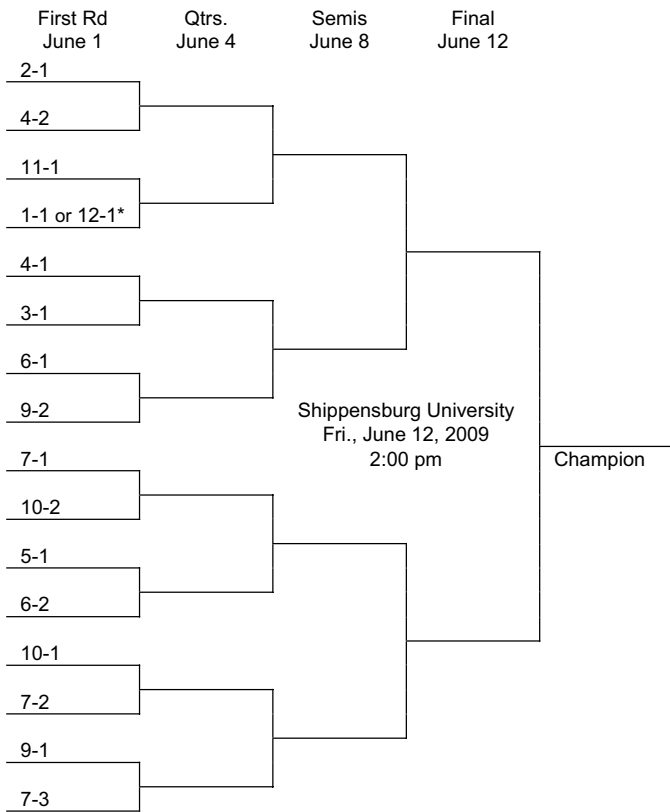 First Rd Qtrs. Semis Final
June 1 June 4 June 8 June 12
2-1
4-2
11-1
1-1 or 12-1*
4-1
3-1
6-1
9-2
Shippensburg University
Fri., June 12, 2009
2:00 pm
Champion
7-1
10-2
5-1
6-2
10-1
7-2
9-1
7-3